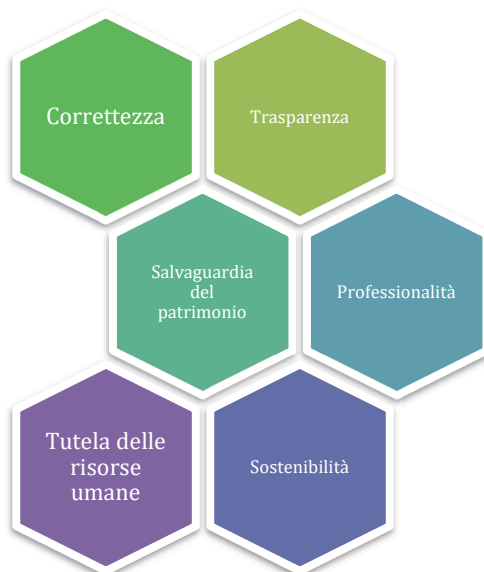 Correttezza
Trasparenza
Salvaguardia
del
patrimonio
Professionalità
Tutela delle
risorse
umane
Sostenibilità